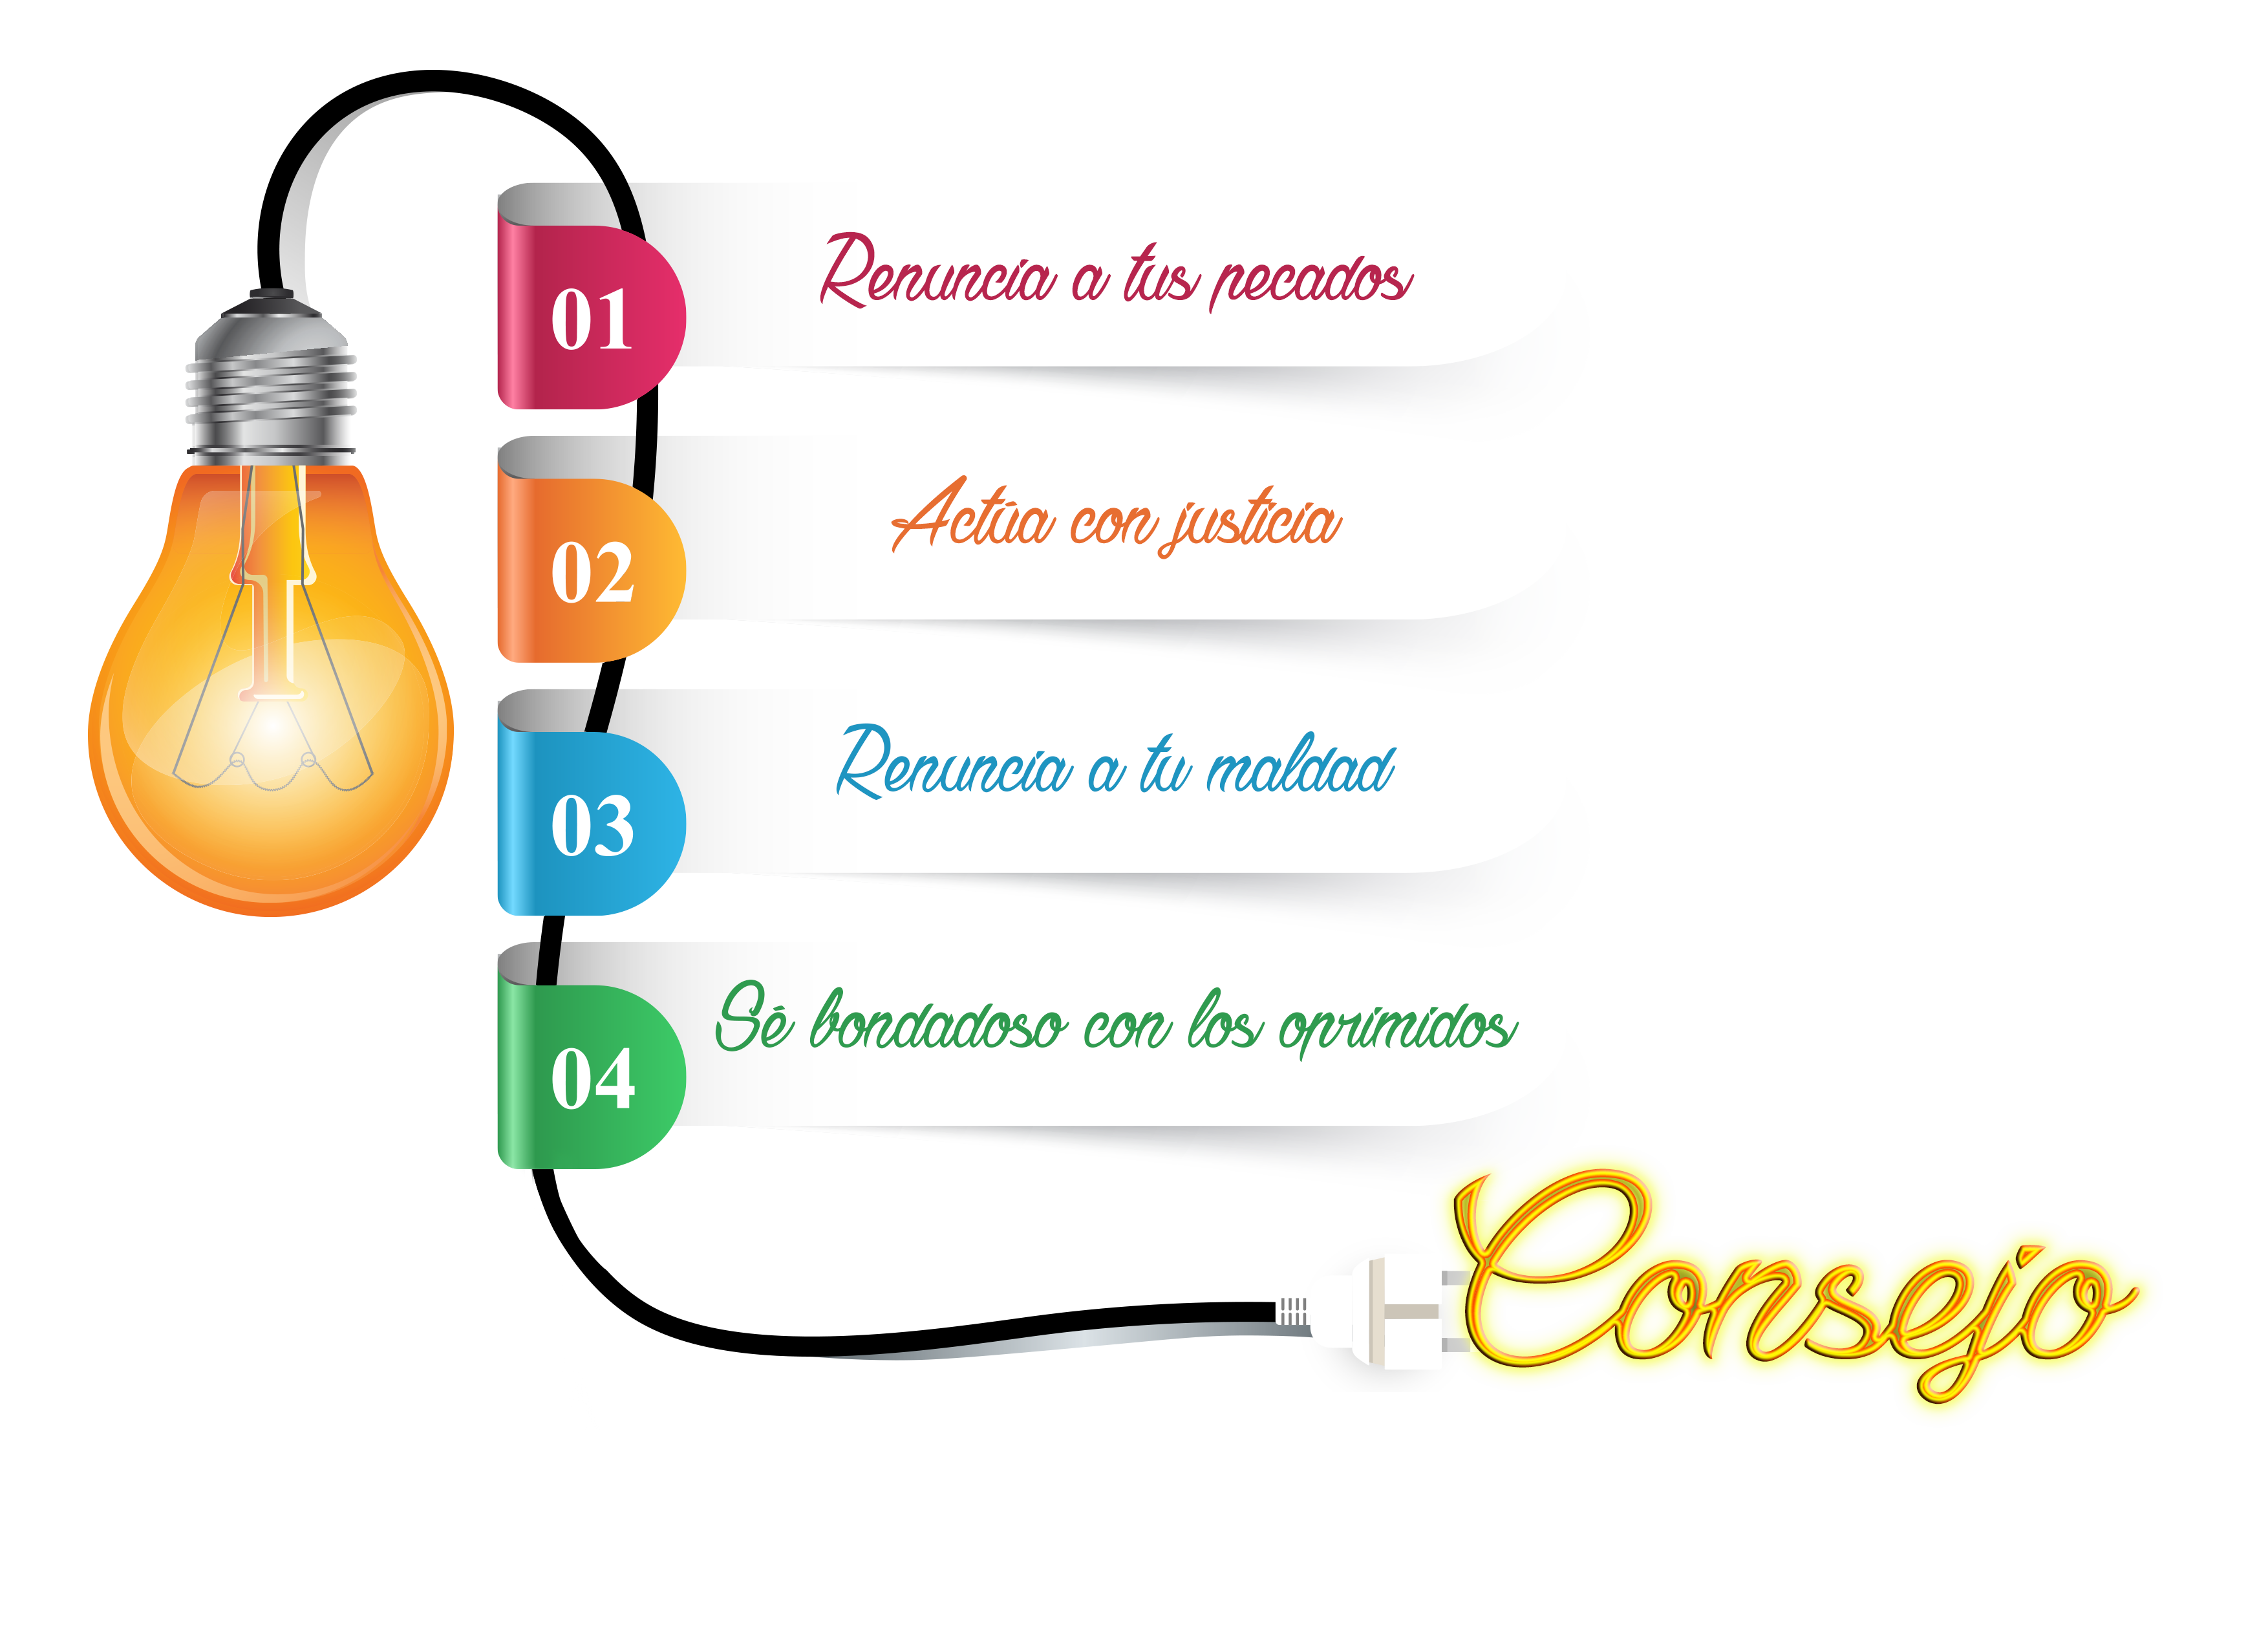 01
Renuncia a tus pecados
02
Actúa con justicia
03
Renuncia a tu maldad
04
Sé bondadoso con los oprimidos
Consejo